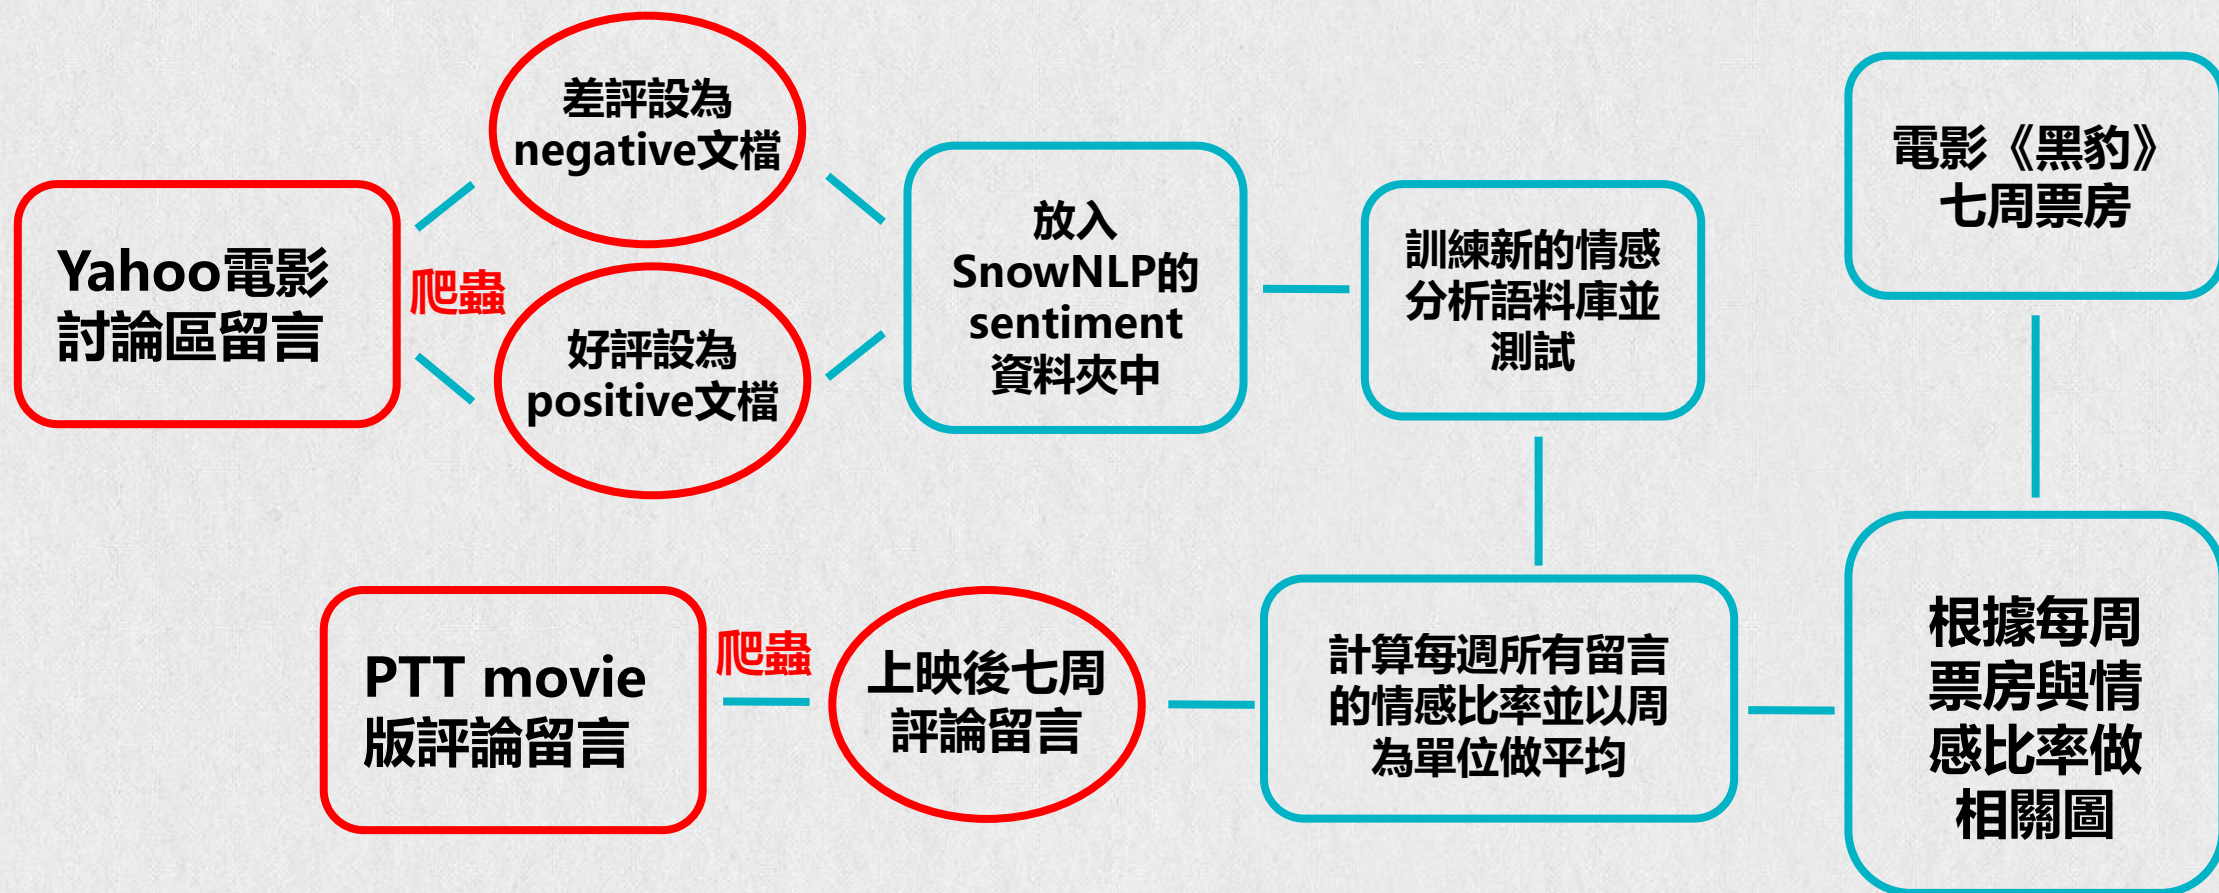 差評設為
negative文檔
Yahoo電影
討論區留言
爬蟲
好評設為
positive文檔
放入
SnowNLP的
sentiment
資料夾中
訓練新的情感
分析語料庫並
測試
電影《黑豹》
七周票房
PTT movie
版評論留言
爬蟲
上映後七周
評論留言
計算每週所有留言
的情感比率並以周
為單位做平均
根據每周
票房與情
感比率做
相關圖